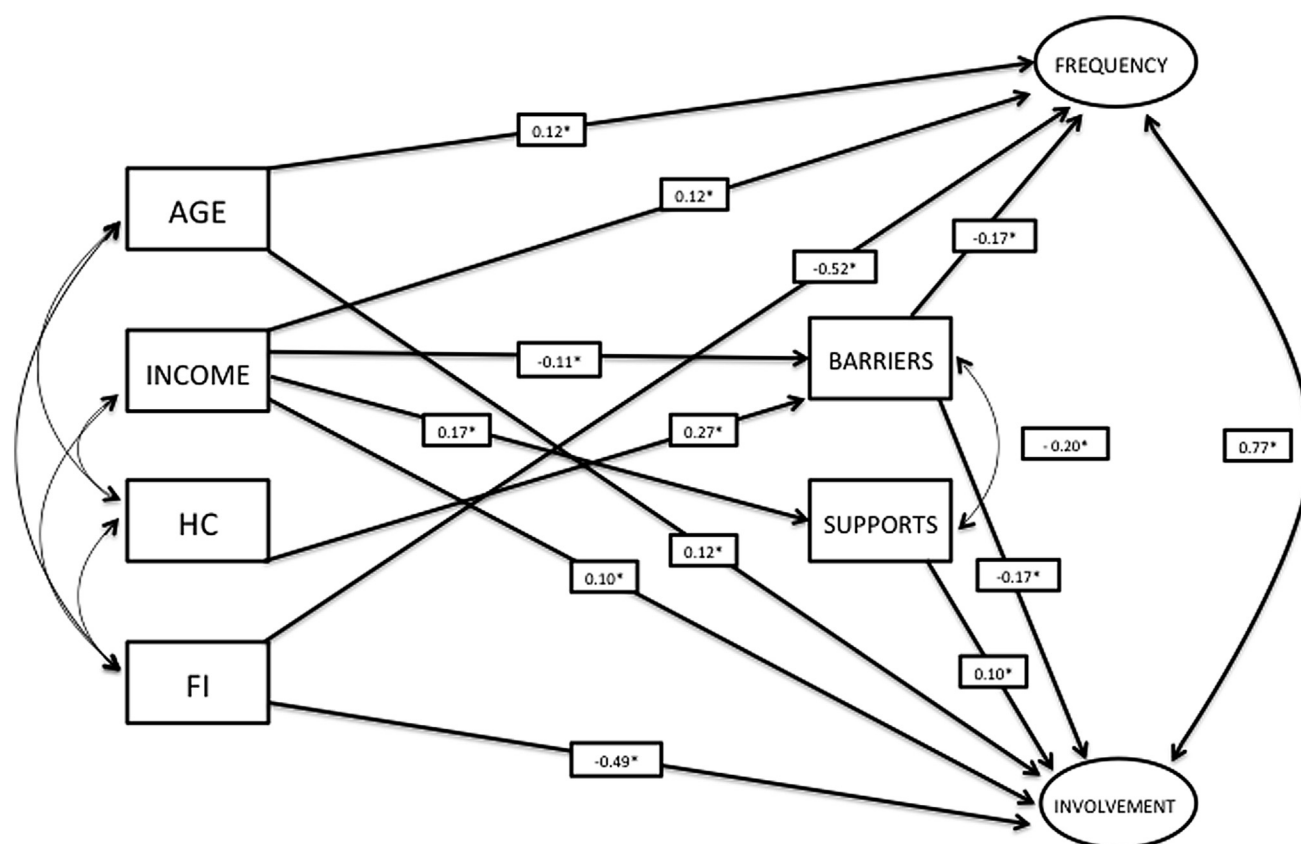 FREQUENCY
0.12*
AGE
0.12*
-0.17*
-0.52*
INCOME
-0.11*
BARRIERS
0.17*
0.27*
- 0.20*
0.77*
HC
SUPPORTS
0.12*
0.10*
-0.17*
FI
0.10*
-0.49*
INVOLVEMENT